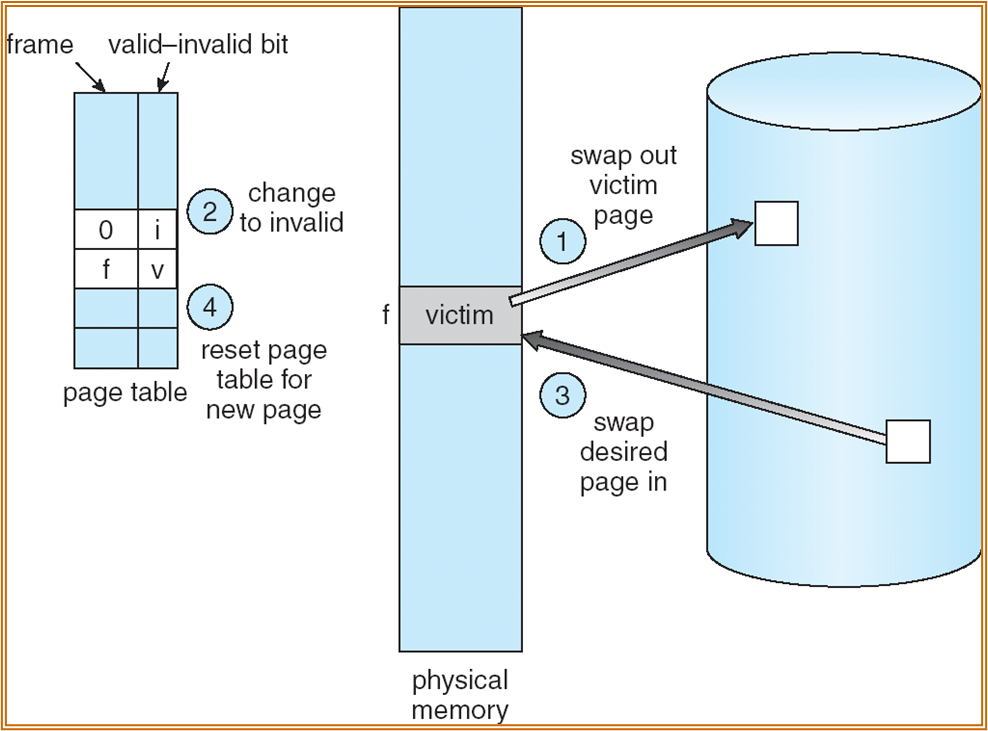 frame
valid–invalid bit
0
i
f
v
page table
2
change
to invalid
4
reset page
table for
new page
f
victim
physical
memory
1
swap out
victim
page
3
swap
desired
page in